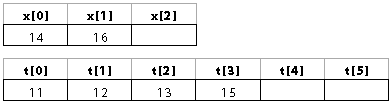 x[0] x[1] x[2]
14 16
t[0] t[1] t[2] t[3] t[4] t[5]
11 12 13 15